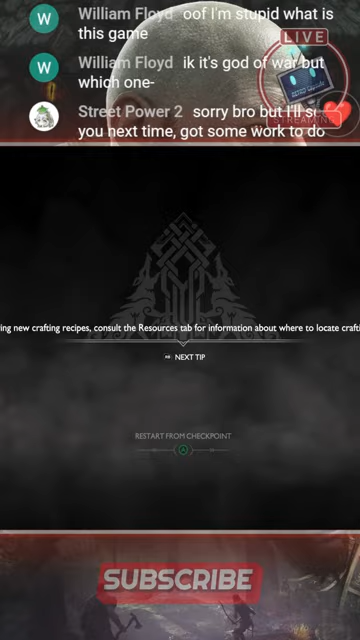 William Floyd oof I'm stupid what is
this game
W
William Floyd ik it's god of war but
which one-
W
Street Power 2 sorry bro but I'll s
you next time, got some work to do
LIVE
STREAMING
ing new crafting recipes, consult the Resources tab for information about where to locate crafti
NEXT TIP
RESTART FROM CHECKPOINT
SUBSCRIBE